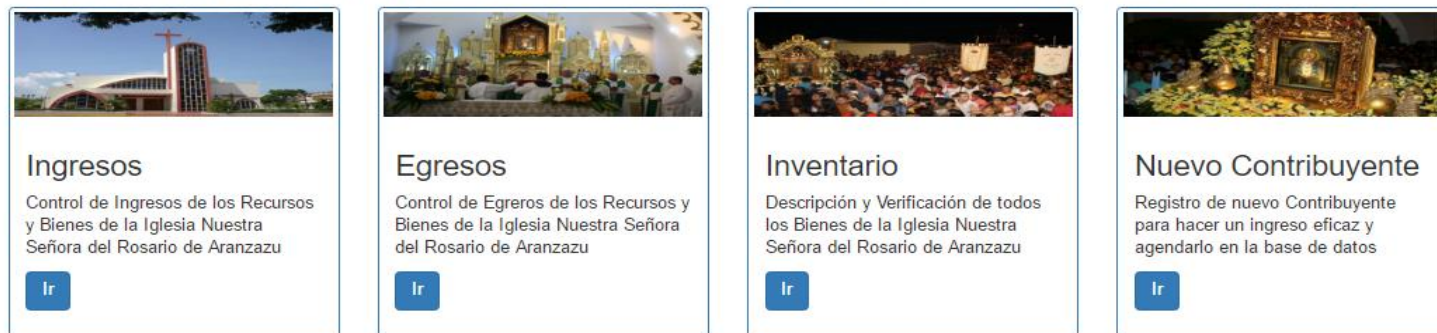 Ingresos
Control de Ingresos de los Recursos
y Bienes de la Iglesia Nuestra
Señora del Rosario de Aranzazu
Ir
Egresos
Control de Egreros de los Recursos y
Bienes de la Iglesia Nuestra Señora
del Rosario de Aranzazu
Ir
Inventario
Descripción y Verificación de todos
los Bienes de la Iglesia Nuestra
Señora del Rosario de Aranzazu
Ir
Nuevo Contribuyente
Registro de nuevo Contribuyente
para hacer un ingreso eficaz y
agendarlo en la base de datos
Ir